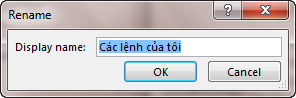 Rename
Display name: Các lệnh của tôi
OK Cancel